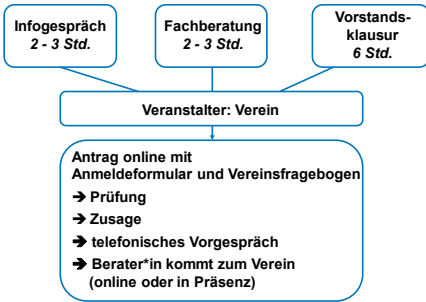 Infogespräch
2 - 3 Std.
Fachberatung
2 - 3 Std.
Vorstands-
klausur
6 Std.
Veranstalter: Verein
Antrag online mit
Anmeldeformular und Vereinsfragebogen
➔ Prüfung
➔ Zusage
➔ telefonisches Vorgespräch
➔ Berater*in kommt zum Verein
(online oder in Präsenz)